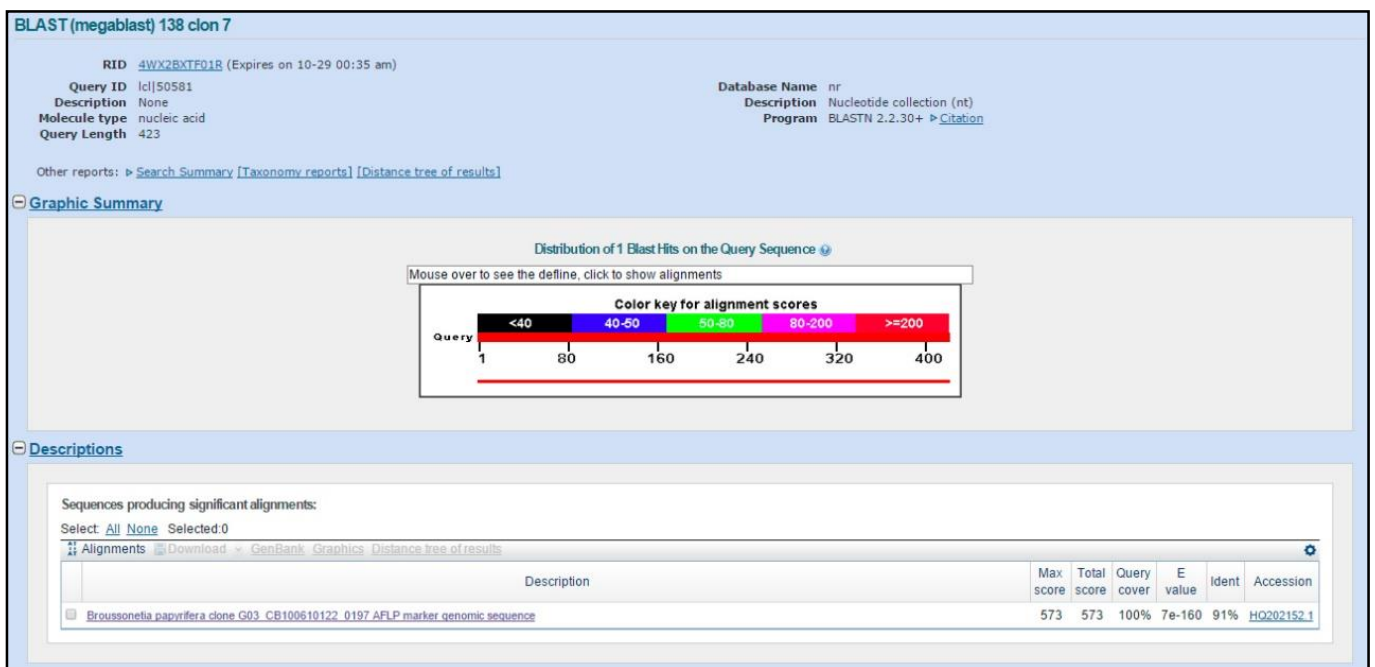 BLAST (megablast) 138 clon 7
RID 4WX2BXTF01R (Expires on 10-29 00:35 am)
Query ID lcl|50581
Description None
Molecule type nucleic acid
Query Length 423
Database Name nr
Description Nucleotide collection (nt)
Program BLASTN 2.2.30+ Citation
Other reports: Search Summary [Taxonomy reports] [Distance tree of results]
Graphic Summary
Distribution of 1 Blast Hits on the Query Sequence
Mouse over to see the defline, click to show alignments
Color key for alignment scores
<40 40-50 50-80 80-200 >=200
Query
1 80 160 240 320 400
Descriptions
Sequences producing significant alignments:
Select: All None Selected:0
Alignments Download GenBank Graphics Distance tree of results
Description Max score Total score Query cover E value Ident Accession
Broussonetia papyrifera clone G03_CB100610122_0197 AFLP marker genomic sequence 573 573 100% 7e-160 91% HQ202152.1